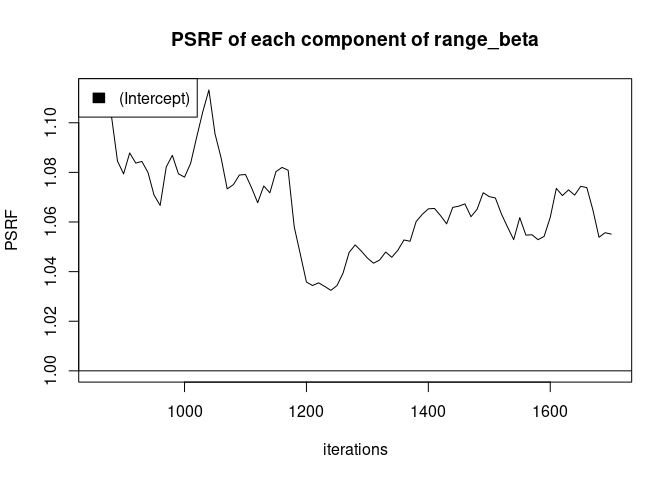 PSRF of each component of range_beta
(Intercept)
PSRF
1.10
1.08
1.06
1.04
1.02
1.00
1000 1200 1400 1600
iterations